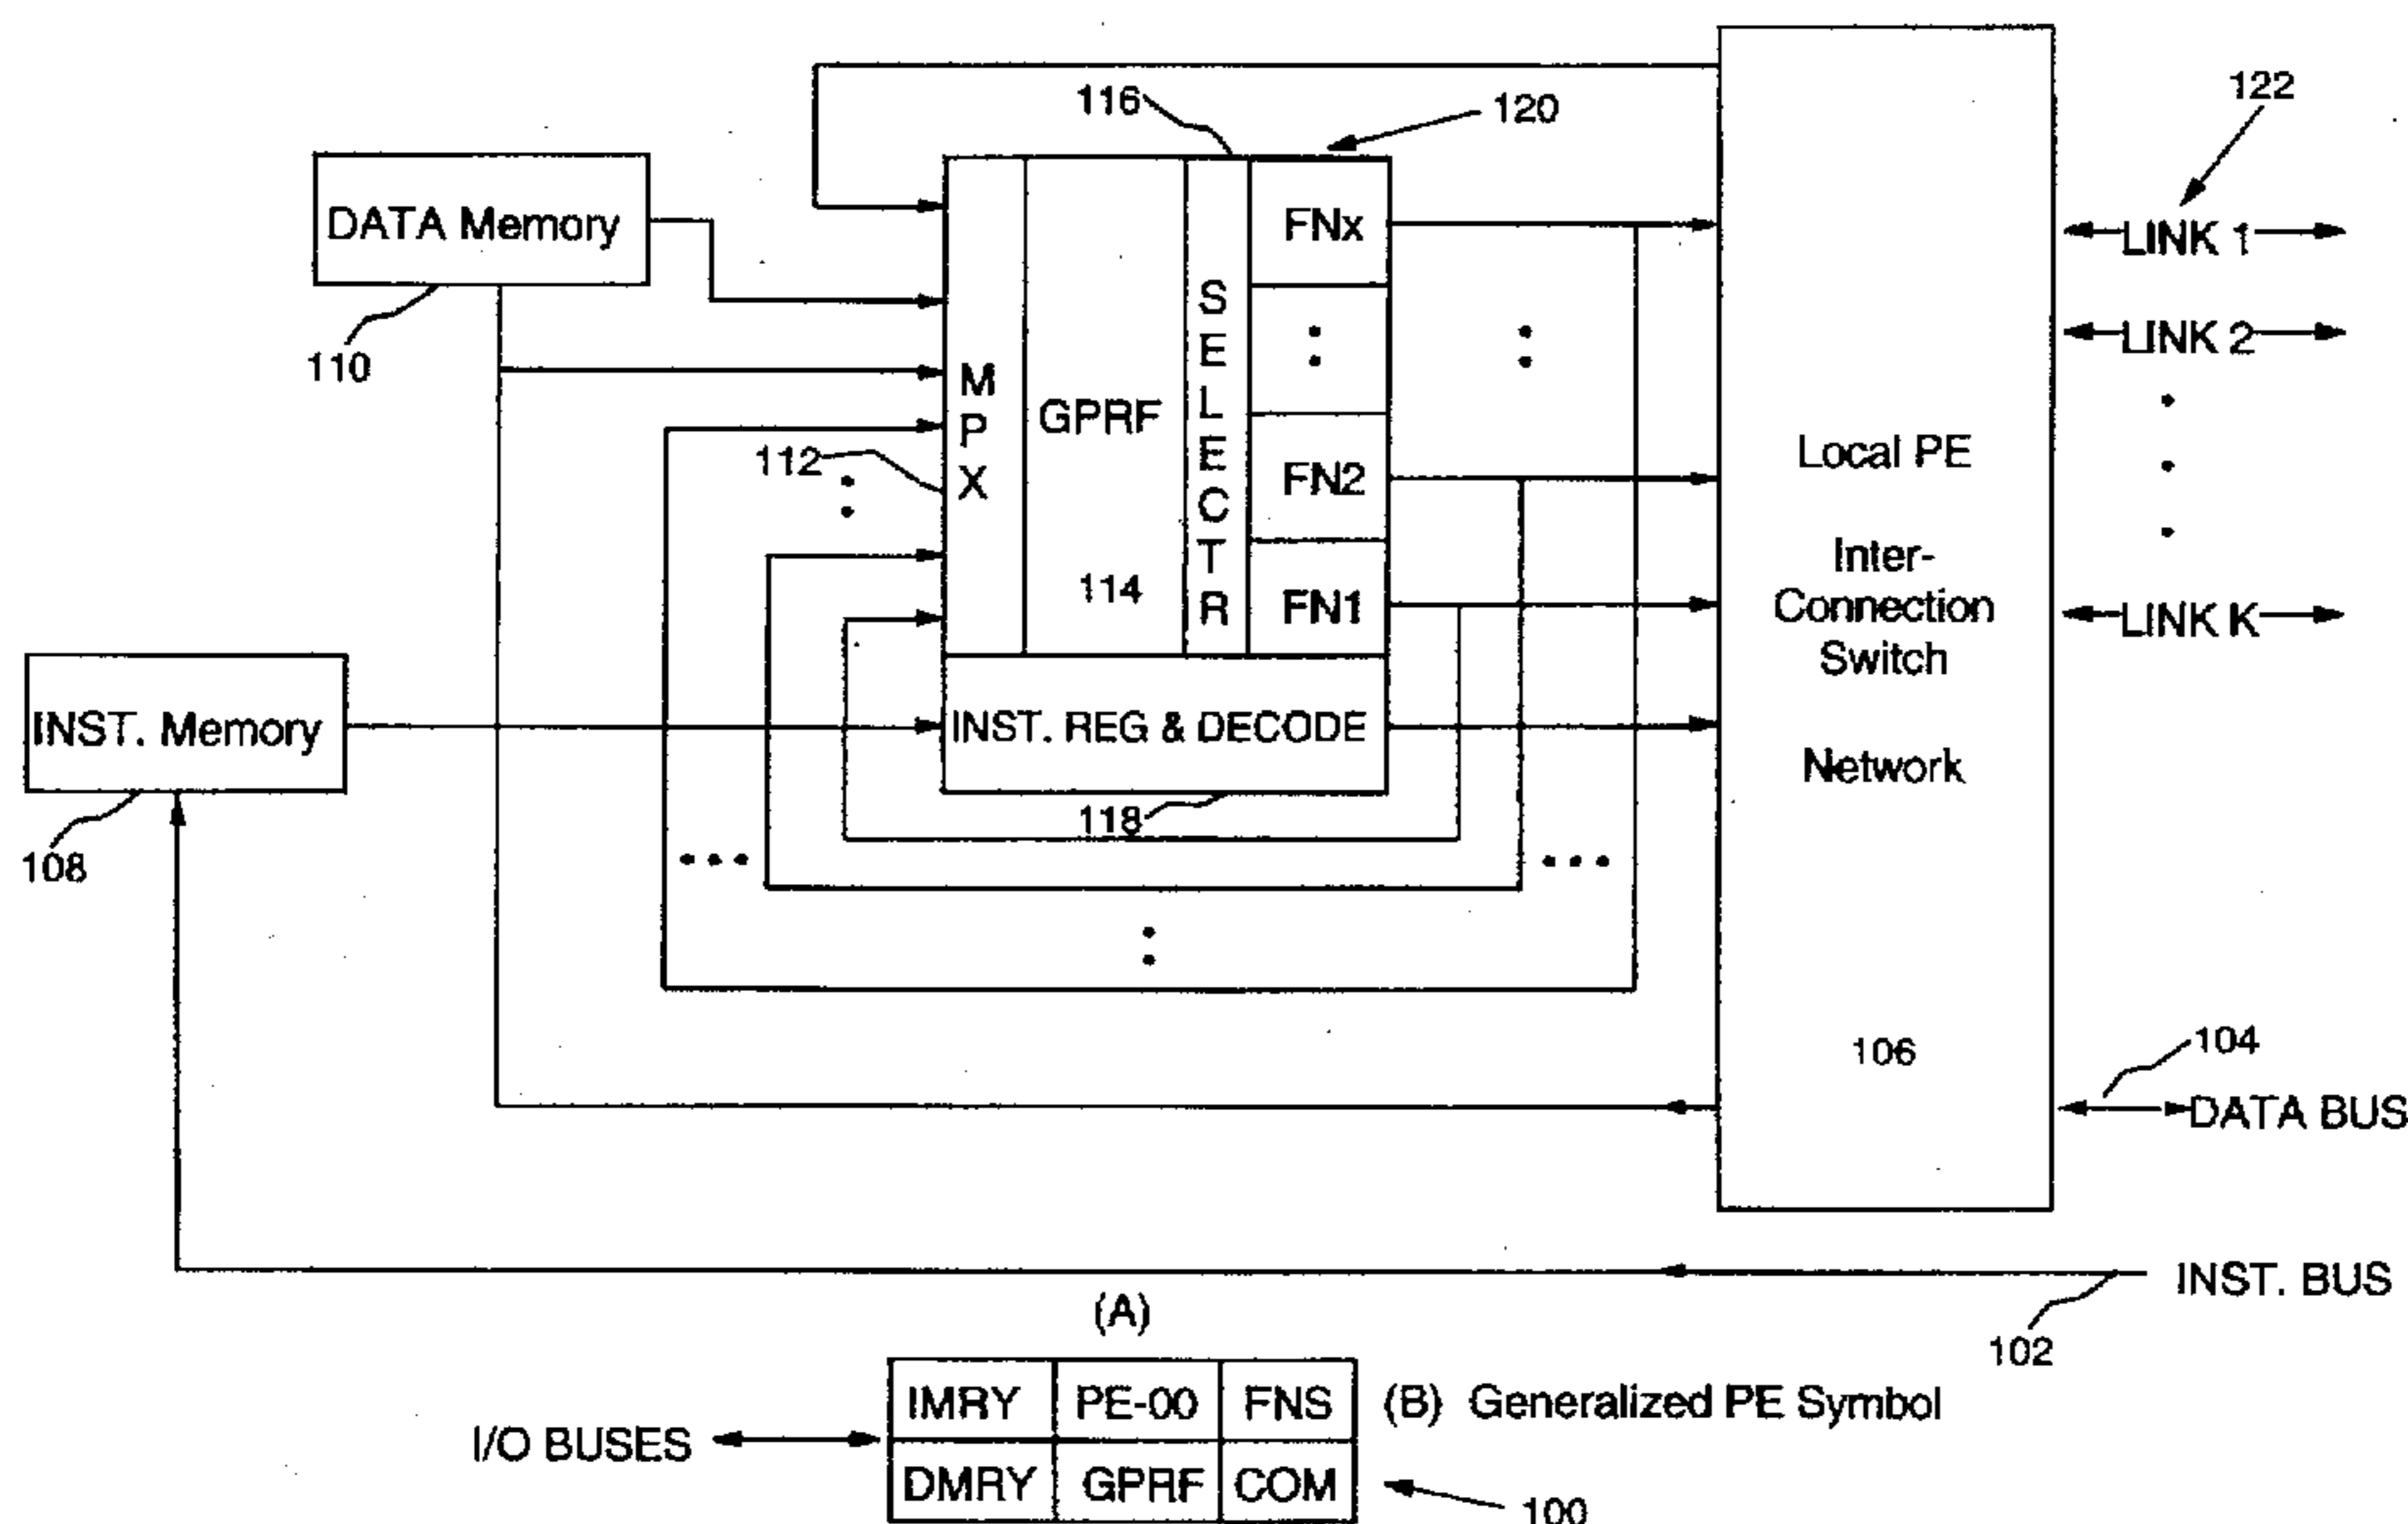 116
120
122
DATA Memory
FNx
LINK 1
110
LINK 2
MPX
GPRF
SELECTR
112
FN2
Local PE
114
FN1
Inter-
Connection
Switch
LINK K
INST. Memory
INST. REG & DECODE
Network
118
108
106
104
DATA BUS
INST. BUS
102
(A)
IMRY
PE-00
FNS
(B) Generalized PE Symbol
I/O BUSES
DMRY
GPRF
COM
100